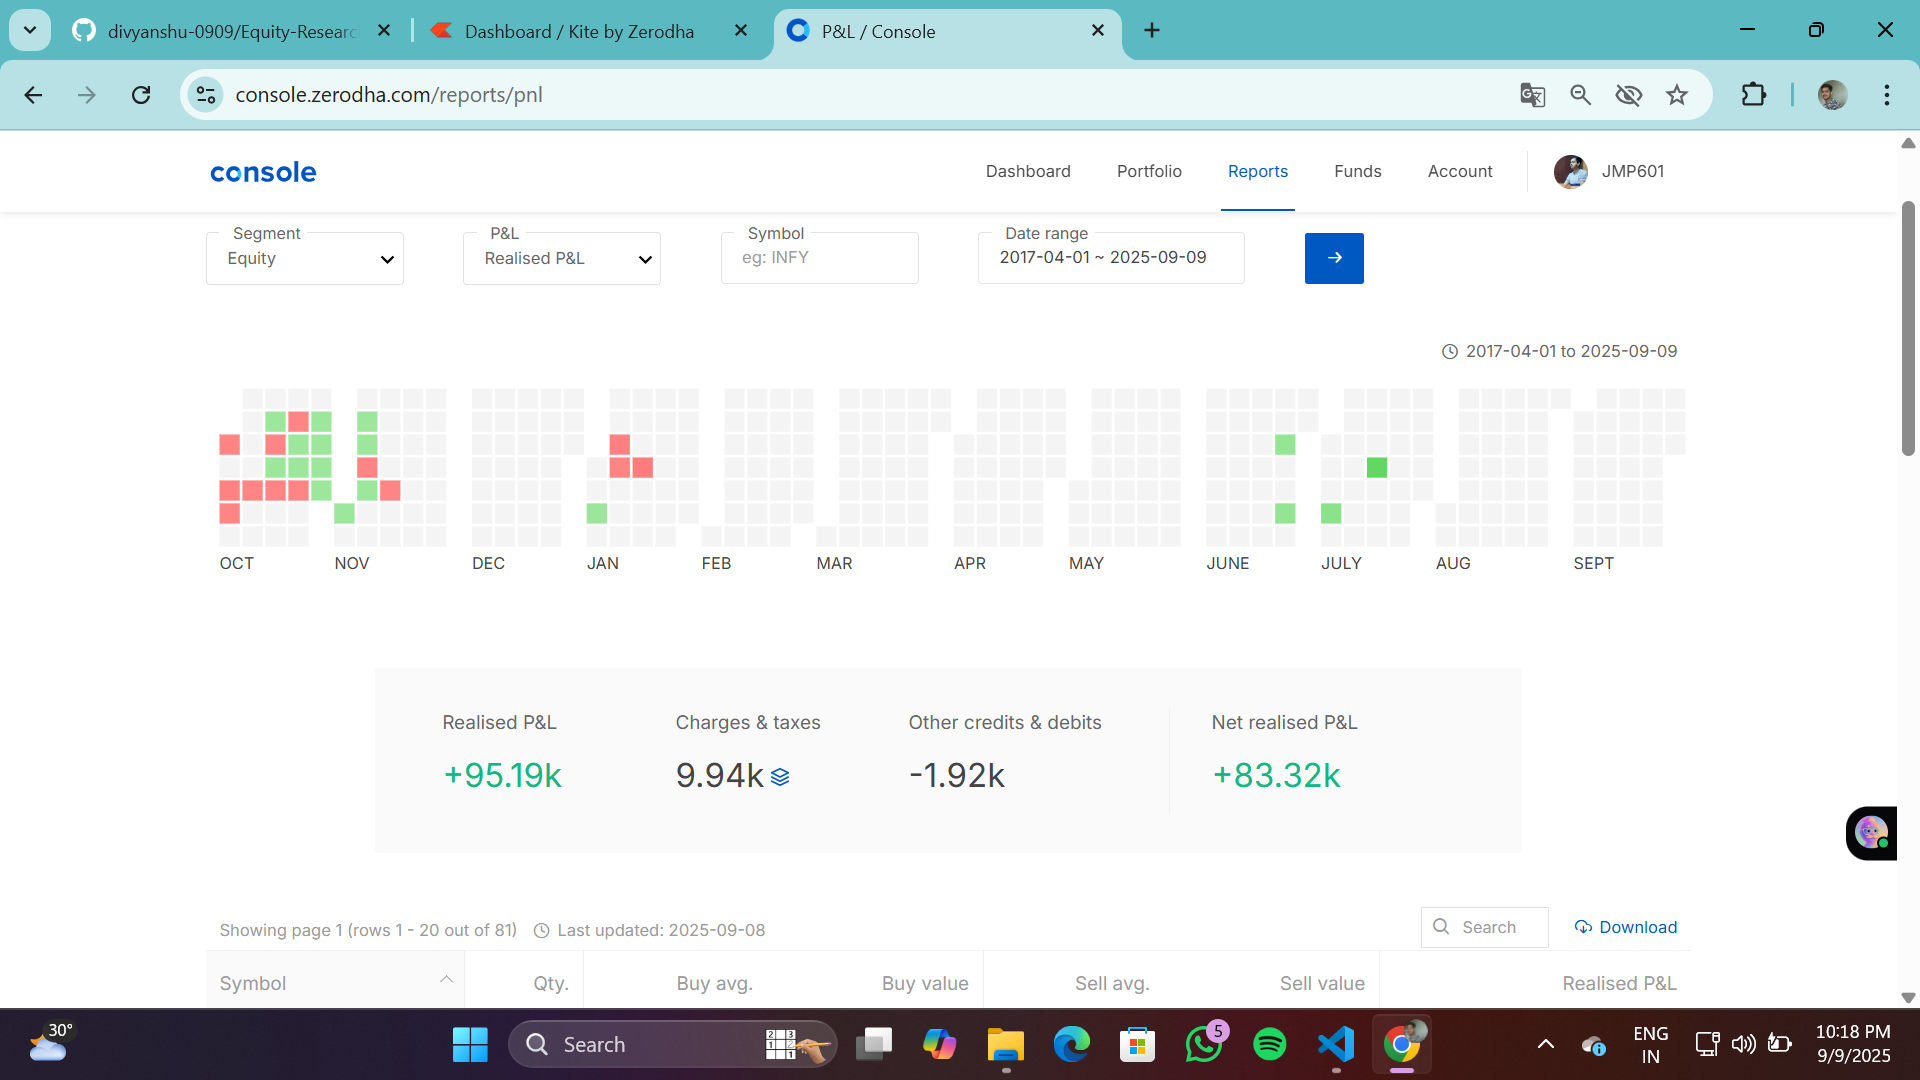 divyanshu-0909/Equity-Researc
Dashboard / Kite by Zerodha
P&L / Console
console.zerodha.com/reports/pnl
console
Dashboard
Portfolio
Reports
Funds
Account
JMP601
Segment
Equity
P&L
Realised P&L
Symbol
eg: INFY
Date range
2017-04-01 ~ 2025-09-09
2017-04-01 to 2025-09-09
OCT
NOV
DEC
JAN
FEB
MAR
APR
MAY
JUNE
JULY
AUG
SEPT
Realised P&L
+95.19k
Charges & taxes
9.94k
Other credits & debits
-1.92k
Net realised P&L
+83.32k
Showing page 1 (rows 1 - 20 out of 81)
Last updated: 2025-09-08
Search
Download
Symbol
Qty.
Buy avg.
Buy value
Sell avg.
Sell value
Realised P&L
30°
Search
5
ENG
IN
10:18 PM
9/9/2025